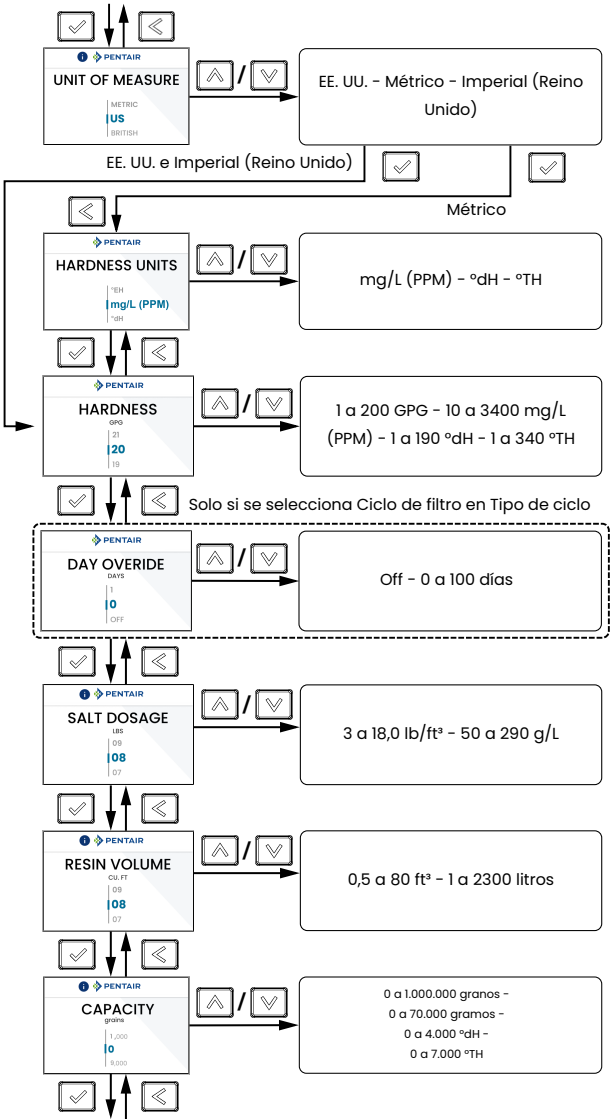 PENTAIR
UNIT OF MEASURE
METRIC
US
BRITISH
/
EE. UU. - Métrico - Imperial (Reino
Unido)
EE. UU. e Imperial (Reino Unido)
Métrico
PENTAIR
HARDNESS UNITS
°EH
mg/L (PPM)
°dH
/
mg/L (PPM) - °dH - °TH
PENTAIR
HARDNESS
GPG
21
20
19
/
1 a 200 GPG - 10 a 3400 mg/L
(PPM) - 1 a 190 °dH - 1 a 340 °TH
Solo si se selecciona Ciclo de filtro en Tipo de ciclo
PENTAIR
DAY OVERIDE
DAYS
1
0
OFF
/
Off - 0 a 100 días
PENTAIR
SALT DOSAGE
LBS
09
08
07
/
3 a 18,0 lb/ft³ - 50 a 290 g/L
PENTAIR
RESIN VOLUME
CU. FT
09
08
07
/
0,5 a 80 ft³ - 1 a 2300 litros
PENTAIR
CAPACITY
grains
1,000
0
9,000
/
0 a 1.000.000 granos -
0 a 70.000 gramos -
0 a 4.000 °dH -
0 a 7.000 °TH